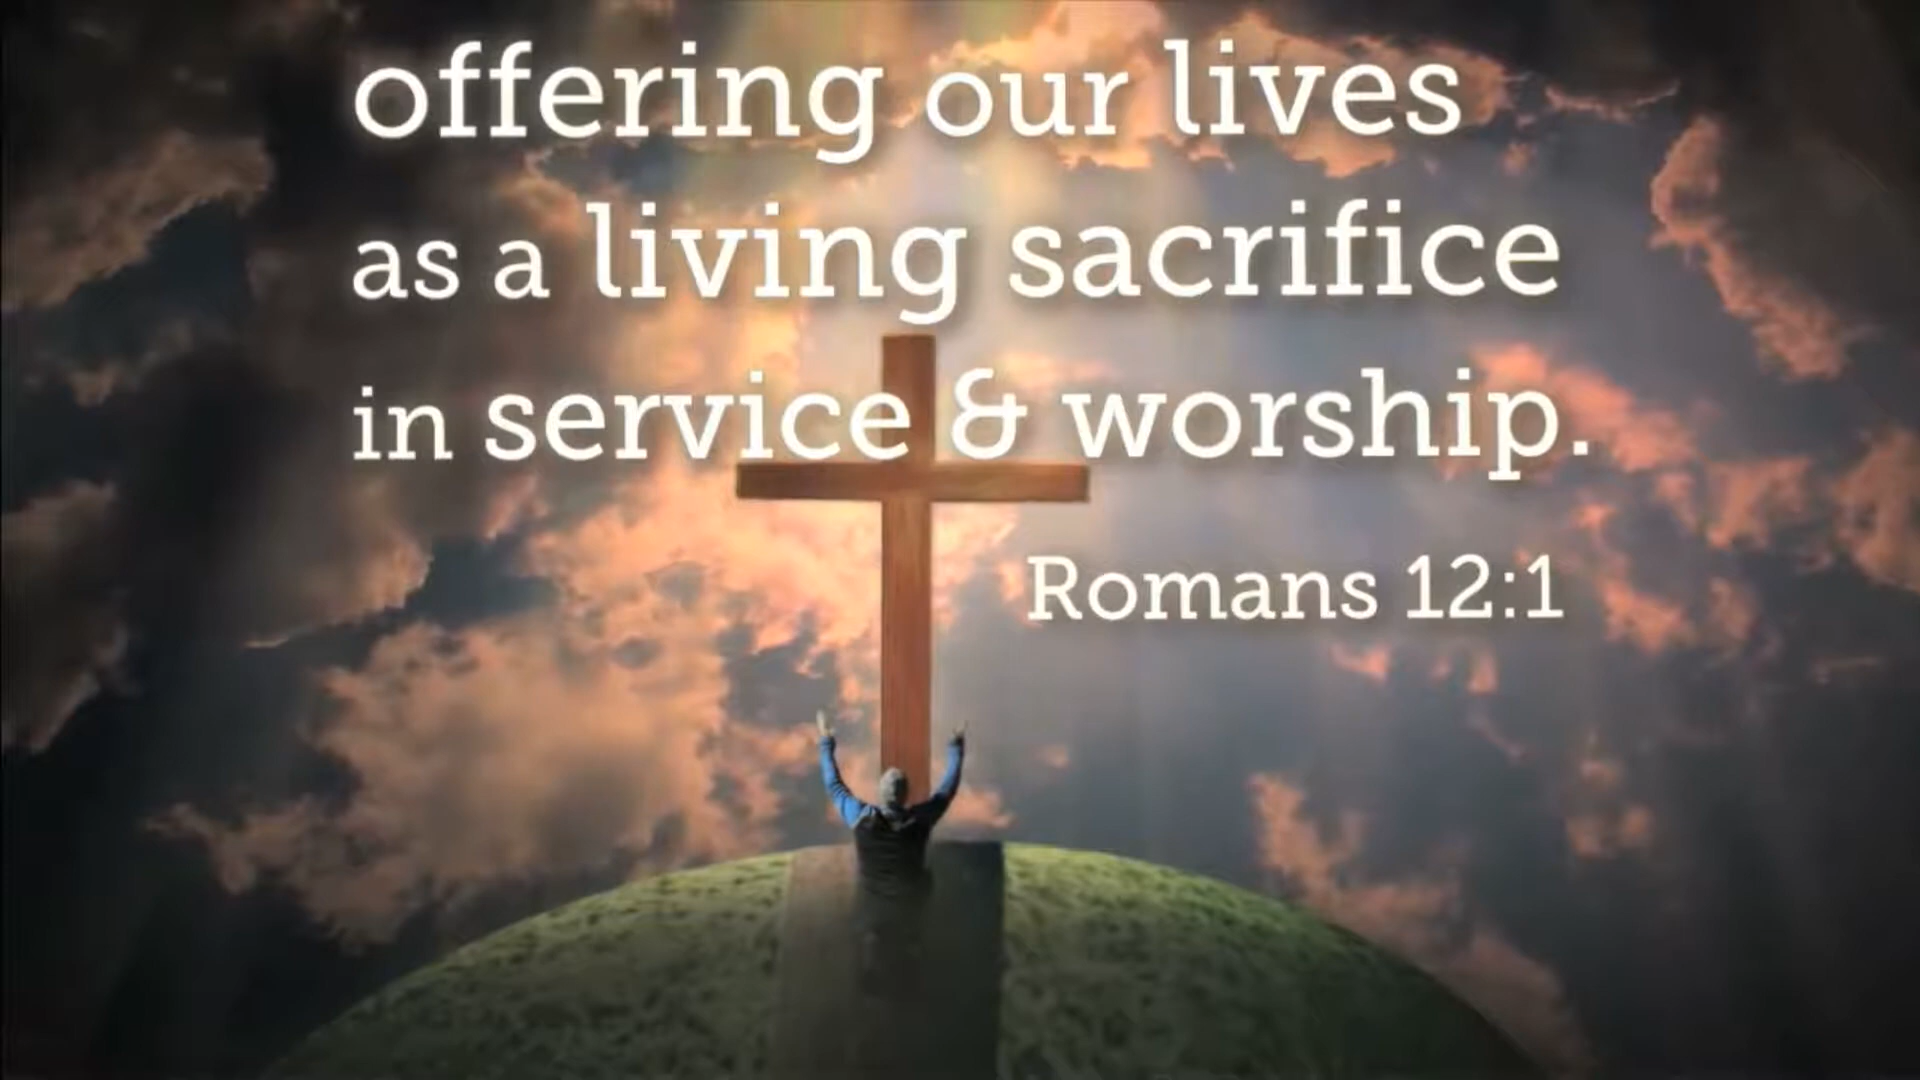 offering our lives
as a living sacrifice
in service & worship.
Romans 12:1